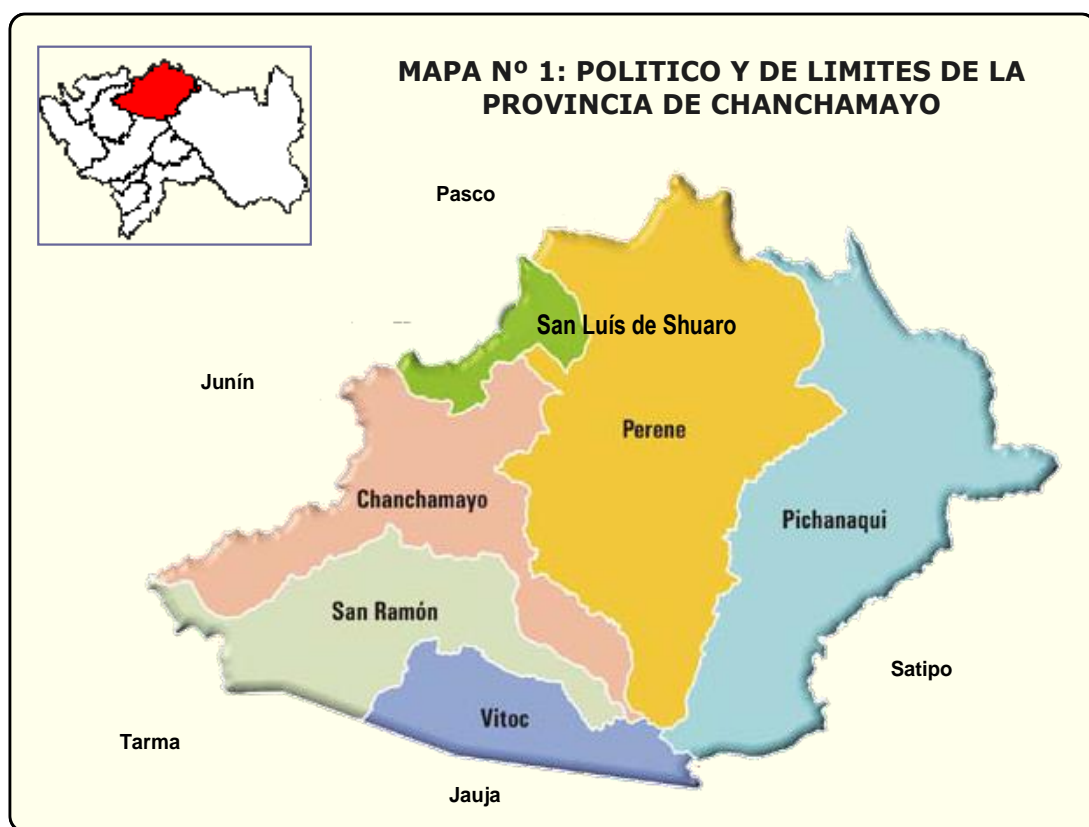 MAPA Nº 1: POLITICO Y DE LIMITES DE LA
PROVINCIA DE CHANCHAMAYO
Pasco
San Luís de Shuaro
Junín
Perene
Chanchamayo
Pichanaqui
San Ramón
Satipo
Vitoc
Tarma
Jauja